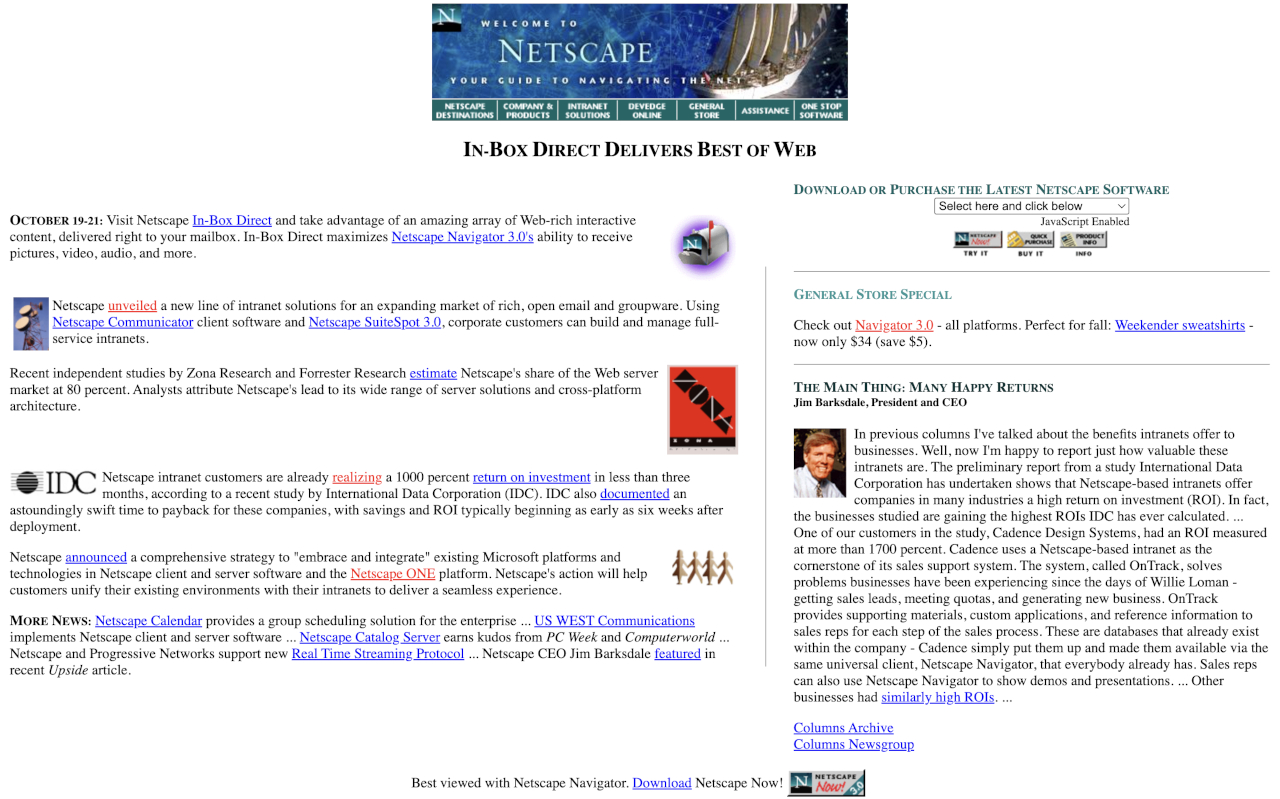 N
WELCOME TO
NETSCAPE
YOUR GUIDE TO NAVIGATING THE NET
NETSCAPE DESTINATIONS
COMPANY & PRODUCTS
INTRANET SOLUTIONS
DEVEDGE ONLINE
GENERAL STORE
ASSISTANCE
ONE STOP SOFTWARE
IN-BOX DIRECT DELIVERS BEST OF WEB
OCTOBER 19-21: Visit Netscape In-Box Direct and take advantage of an amazing array of Web-rich interactive
content, delivered right to your mailbox. In-Box Direct maximizes Netscape Navigator 3.0's ability to receive
pictures, video, audio, and more.
N
Netscape unveiled a new line of intranet solutions for an expanding market of rich, open email and groupware. Using
Netscape Communicator client software and Netscape SuiteSpot 3.0, corporate customers can build and manage full-
service intranets.
Recent independent studies by Zona Research and Forrester Research estimate Netscape's share of the Web server
market at 80 percent. Analysts attribute Netscape's lead to its wide range of server solutions and cross-platform
architecture.
ZONA
ZONA
IDC Netscape intranet customers are already realizing a 1000 percent return on investment in less than three
months, according to a recent study by International Data Corporation (IDC). IDC also documented an
astoundingly swift time to payback for these companies, with savings and ROI typically beginning as early as six weeks after
deployment.
Netscape announced a comprehensive strategy to "embrace and integrate" existing Microsoft platforms and
technologies in Netscape client and server software and the Netscape ONE platform. Netscape's action will help
customers unify their existing environments with their intranets to deliver a seamless experience.
MORE NEWS: Netscape Calendar provides a group scheduling solution for the enterprise ... US WEST Communications
implements Netscape client and server software ... Netscape Catalog Server earns kudos from PC Week and Computerworld ...
Netscape and Progressive Networks support new Real Time Streaming Protocol ... Netscape CEO Jim Barksdale featured in
recent Upside article.
DOWNLOAD OR PURCHASE THE LATEST NETSCAPE SOFTWARE
Select here and click below
JavaScript Enabled
N NETSCAPE Now! QUICK PURCHASE PRODUCT INFO
TRY IT BUY IT INFO
GENERAL STORE SPECIAL
Check out Navigator 3.0 - all platforms. Perfect for fall: Weekender sweatshirts -
now only $34 (save $5).
THE MAIN THING: MANY HAPPY RETURNS
Jim Barksdale, President and CEO
In previous columns I've talked about the benefits intranets offer to
businesses. Well, now I'm happy to report just how valuable these
intranets are. The preliminary report from a study International Data
Corporation has undertaken shows that Netscape-based intranets offer
companies in many industries a high return on investment (ROI). In fact,
the businesses studied are gaining the highest ROIs IDC has ever calculated. ...
One of our customers in the study, Cadence Design Systems, had an ROI measured
at more than 1700 percent. Cadence uses a Netscape-based intranet as the
cornerstone of its sales support system. The system, called OnTrack, solves
problems businesses have been experiencing since the days of Willie Loman -
getting sales leads, meeting quotas, and generating new business. OnTrack
provides supporting materials, custom applications, and reference information to
sales reps for each step of the sales process. These are databases that already exist
within the company - Cadence simply put them up and made them available via the
same universal client, Netscape Navigator, that everybody already has. Sales reps
can also use Netscape Navigator to show demos and presentations. ... Other
businesses had similarly high ROIs. ...
Columns Archive
Columns Newsgroup
Best viewed with Netscape Navigator. Download Netscape Now! N NETSCAPE Now! 3.0